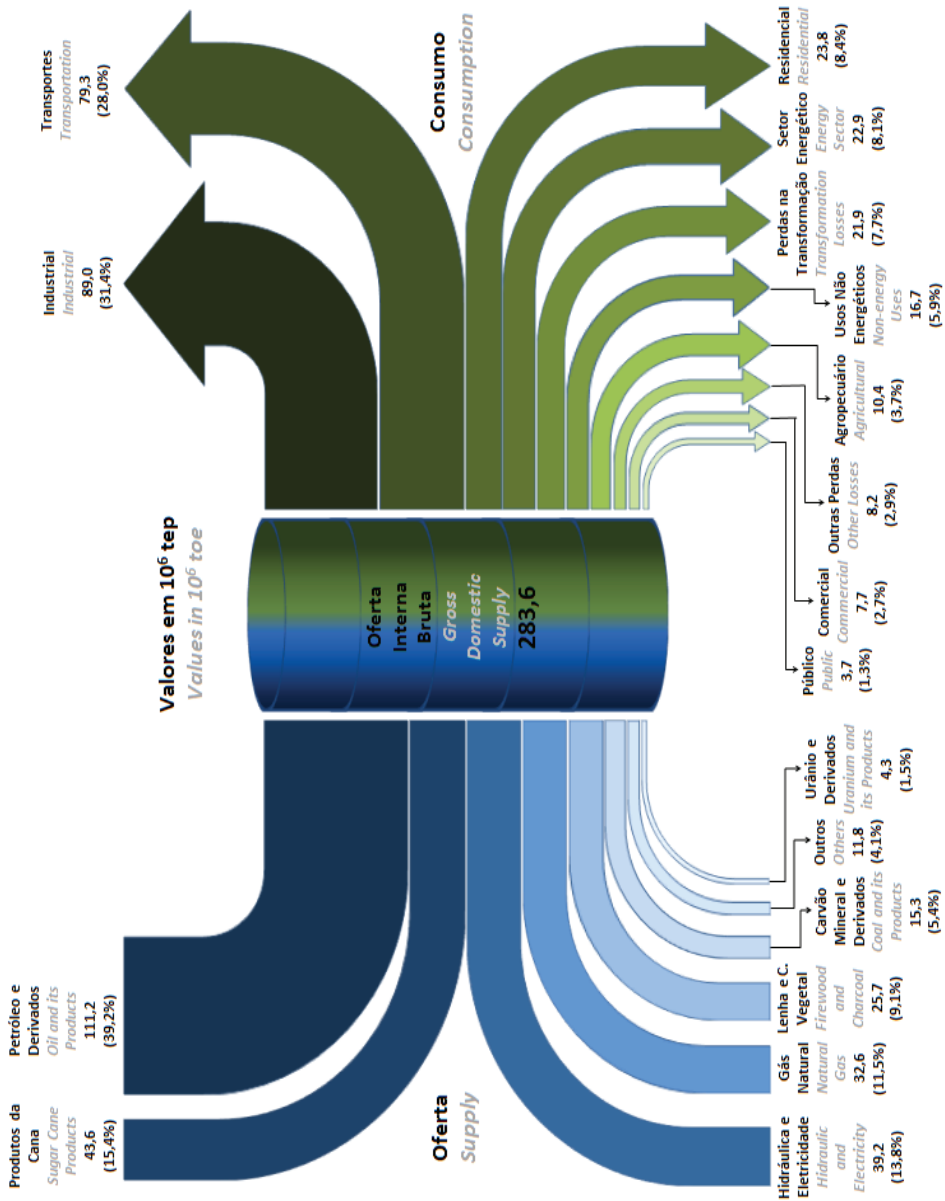 Valores em 10⁶ tep
Values in 10⁶ toe
Produtos da
Cana
Sugar Cane
Products
43,6
(15,4%)
Petróleo e
Derivados
Oil and its
Products
111,2
(39,2%)
Industrial
Industrial
89,0
(31,4%)
Transportes
Transportation
79,3
(28,0%)
Oferta
Supply
Oferta
Interna
Bruta
Gross
Domestic
Supply
283,6
Consumo
Consumption
Hidráulica e
Eletricidade
Hidraulic
and
Electricity
39,2
(13,8%)
Gás
Natural
Natural
Gas
32,6
(11,5%)
Lenha e C.
Vegetal
Firewood
and
Charcoal
25,7
(9,1%)
Carvão
Mineral e
Derivados
Coal and its
Products
15,3
(5,4%)
Outros
Others
11,8
(4,1%)
Urânio e
Derivados
Uranium and
its Products
4,3
(1,5%)
Público
Public
3,7
(1,3%)
Comercial
Commercial
7,7
(2,7%)
Outras Perdas
Other Losses
8,2
(2,9%)
Agropecuário
Agricultural
10,4
(3,7%)
Usos Não
Energéticos
Non-energy
Uses
16,7
(5,9%)
Perdas na
Transformação
Transformation
Losses
21,9
(7,7%)
Setor
Energético
Energy
Sector
22,9
(8,1%)
Residencial
Residential
23,8
(8,4%)